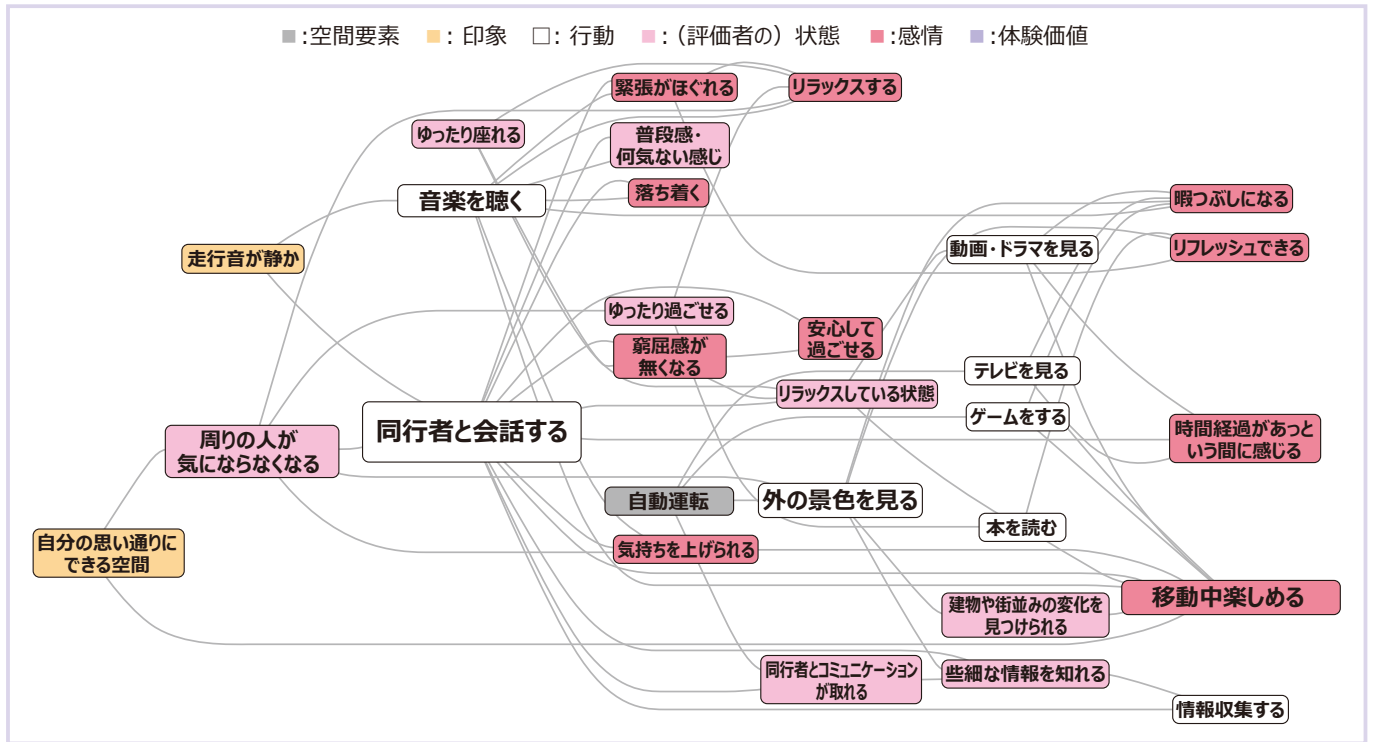 ■:空間要素 ■:印象 □:行動 ■:（評価者の）状態 ■:感情 ■:体験価値
緊張がほぐれる
リラックスする
ゆったり座れる
普段感・
何気ない感じ
音楽を聴く
落ち着く
暇つぶしになる
走行音が静か
動画・ドラマを見る
リフレッシュできる
ゆったり過ごせる
安心して
過ごせる
窮屈感が
無くなる
テレビを見る
リラックスしている状態
同行者と会話する
ゲームをする
周りの人が
気にならなくなる
時間経過があっと
いう間に感じる
自動運転
外の景色を見る
本を読む
自分の思い通りに
できる空間
気持ちを上げられる
移動中楽しめる
建物や街並みの変化を
見つけられる
同行者とコミュニケーション
が取れる
些細な情報を知れる
情報収集する